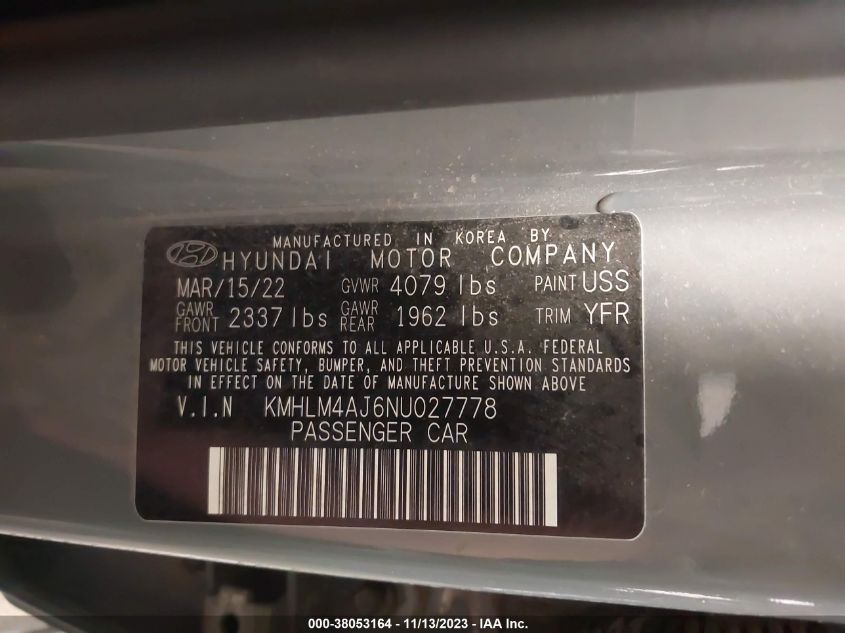 MANUFACTURED IN KOREA BY
HYUNDAI MOTOR COMPANY
MAR/15/22 GVWR 4079 lbs PAINT USS
GAWR FRONT 2337 lbs GAWR REAR 1962 lbs TRIM YFR
THIS VEHICLE CONFORMS TO ALL APPLICABLE U.S.A. FEDERAL
MOTOR VEHICLE SAFETY, BUMPER, AND THEFT PREVENTION STANDARDS
IN EFFECT ON THE DATE OF MANUFACTURE SHOWN ABOVE
V.I.N KMHLM4AJ6NU027778
PASSENGER CAR
000-38053164 - 11/13/2023 - IAA Inc.